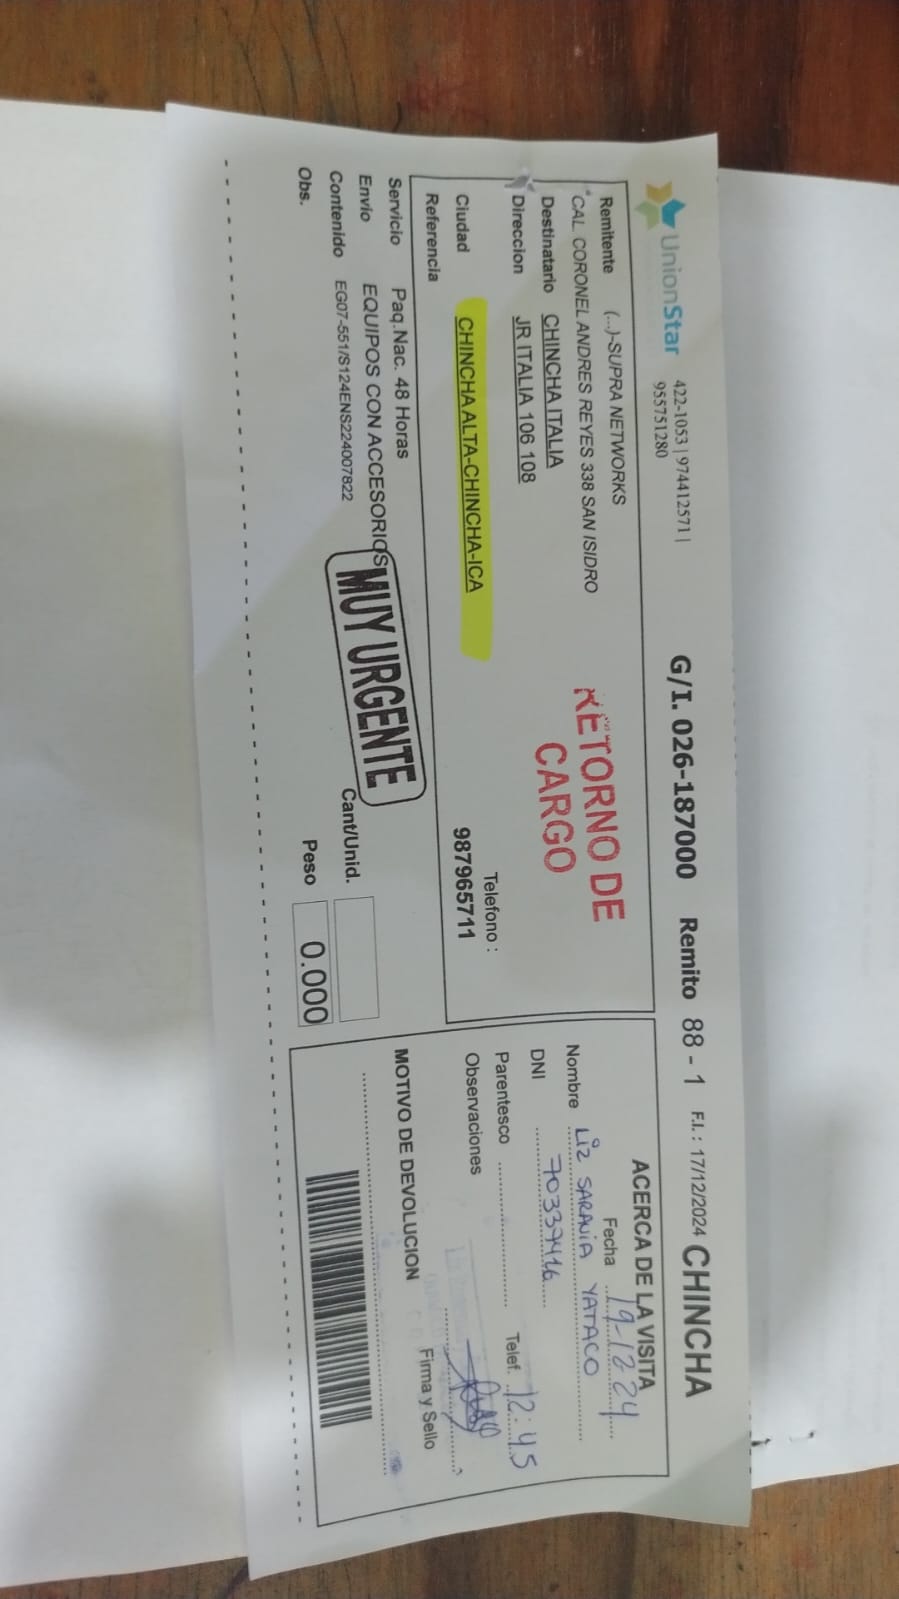 UnionStar 422-1053 | 974412571 |
955751280
G/I. 026-187000 Remito 88 - 1 F.I. : 17/12/2024 CHINCHA
Remitente (...)-SUPRA NETWORKS
CAL. CORONEL ANDRES REYES 338 SAN ISIDRO
Destinatario CHINCHA ITALIA
Direccion JR ITALIA 106 108
Ciudad CHINCHA ALTA-CHINCHA-ICA
Referencia
Telefono :
987965711
RETORNO DE
CARGO
Servicio Paq.Nac. 48 Horas
Envio EQUIPOS CON ACCESORIOS
Contenido EG07-551/S124ENS224007822
Obs.
MUY URGENTE
Cant/Unid.
Peso 0.000
ACERCA DE LA VISITA
Fecha 19-12-24
Nombre Liz SARAVIA YATACO
DNI 70337416
Parentesco Telef. 12:45
Observaciones
Firma y Sello
MOTIVO DE DEVOLUCION